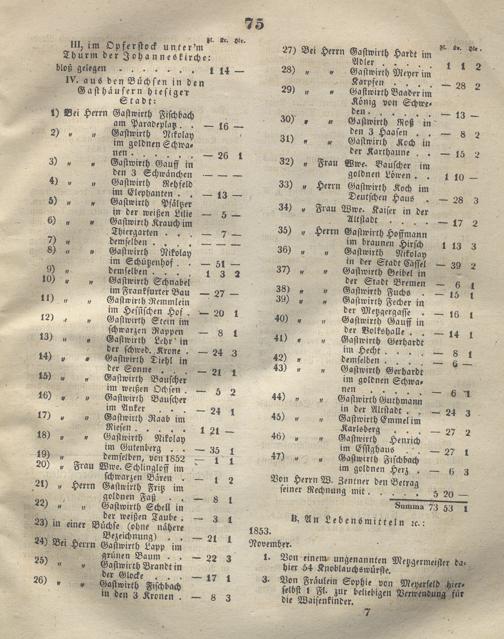 75
fl. kr. hlr.
III, im Opferstock unter'm
Thurm der Johanneskirche:
bloß gelegen . . . . . 1 14 —
IV. aus den Büchsen in den
Gasthäusern hiesiger
Stadt:
1) Bei Herrn Gastwirth Fischbach
am Paradeplatz . . — 16 —
2) „ „ Gastwirth Nikolay
im goldnen Schwa-
nen . . . . . — 26 1
3) „ „ Gastwirth Gauff in
den 3 Schwänchen — — —
4) „ „ Gastwirth Rehfeld
im Elephanten . . — 13 —
5) „ „ Gastwirth Pfälzer
in der weißen Lilie — 5 —
6) „ „ Gastwirth Krauch im
Thiergarten . . . — 7 —
7) „ demselben . . . — — —
8) „ „ Gastwirth Nikolay
im Schützenhof . . — 51 —
9) „ demselben . . . . 1 3 2
10) „ „ Gastwirth Schnabel
im Frankfurter Bau — 27 —
11) „ „ Gastwirth Remmlein
im Hessischen Hof . — 20 1
12) „ „ Gastwirth Stein im
schwarzen Rappen — 8 1
13) „ „ Gastwirth Lehr in
der schwed. Krone . — 24 3
14) „ „ Gastwirth Diehl in
der Sonne . . . — 21 1
15) „ „ Gastwirth Bauscher
im weißen Ochsen . — 5 2
16) „ „ Gastwirth Bauscher
im Anker . . . — 24 1
17) „ „ Gastwirth Raab im
Riesen . . . . 1 21 —
18) „ „ Gastwirth Nikolay
im Gutenberg . . — 35 1
19) „ demselben, von 1852 — 1 1
20) „ Frau Wwe. Schlingloff im
schwarzen Bären . — 1 2
21) „ Herrn Gastwirth Fritz im
goldnen Faß . . . — 8 1
22) „ „ Gastwirth Schell in
der weißen Taube . — 3 1
23) in einer Büchse (ohne nähere
Bezeichnung) . . — 21 1
24) Bei Herrn Gastwirth Lapp im
grünen Baum . . — 22 3
25) „ „ Gastwirth Brandt in
der Glocke . . . — 17 1
26) „ „ Gastwirth Fischbach
in den 3 Kronen . — 8 3
fl. kr. hlr.
27) Bei Herrn Gastwirth Hardt im
Adler . . . . . 1 1 2
28) „ „ Gastwirth Meyer im
Karpfen . . . . — 28 2
29) „ „ Gastwirth Baader im
König von Schwe-
den . . . . . — 13 —
30) „ „ Gastwirth Roß in
den 3 Haasen . . — 8 2
31) „ „ Gastwirth Koch in
der Karthaune . . — 15 2
32) „ Frau Wwe. Bauscher im
goldnen Löwen . . 1 10 —
33) „ Herrn Gastwirth Koch im
Deutschen Haus . — 28 3
34) „ Frau Wwe. Kaiser in der
Altstadt . . . . — 17 2
35) „ Herrn Gastwirth Hoffmann
im braunen Hirsch 1 13 3
36) „ „ Gastwirth Nikolay
in der Stadt Cassel — 39 2
37) „ „ Gastwirth Geibel in
der Stadt Bremen — 6 1
38) „ „ Gastwirth Fuchs . — 15 1
39) „ „ Gastwirth Fecher in
der Metzgergasse . — 16 1
40) „ „ Gastwirth Gauff in
der Volkshalle . . — 14 1
41) „ „ Gastwirth Gerhardt
im Hecht . . . — 8 1
42) „ demselben . . . — 6 —
43) „ „ Gastwirth Gerhardt
im goldnen Schwa-
nen . . . . . — 6 1
44) „ „ Gastwirth Guthmann
in der Altstadt . . — 24 3
45) „ „ Gastwirth Emmel im
Karlsberg . . . — 27 2
46) „ „ Gastwirth Henrich
im Essighaus . . — 27 1
47) „ „ Gastwirth Fischbach
im goldnen Herz . — 6 3
Von Herrn W. Zentner den Betrag
seiner Rechnung mit . . . 5 20 —
Summa 73 53 1
B. An Lebensmitteln ꝛc.:
1853.
November.
1. Von einem ungenannten Metzgermeister da-
hier 54 Knoblauchswürste.
3. Von Fräulein Sophie von Meyerfeld hier-
selbst 1 Fl. zur beliebigen Verwendung für
die Waisenkinder.
7